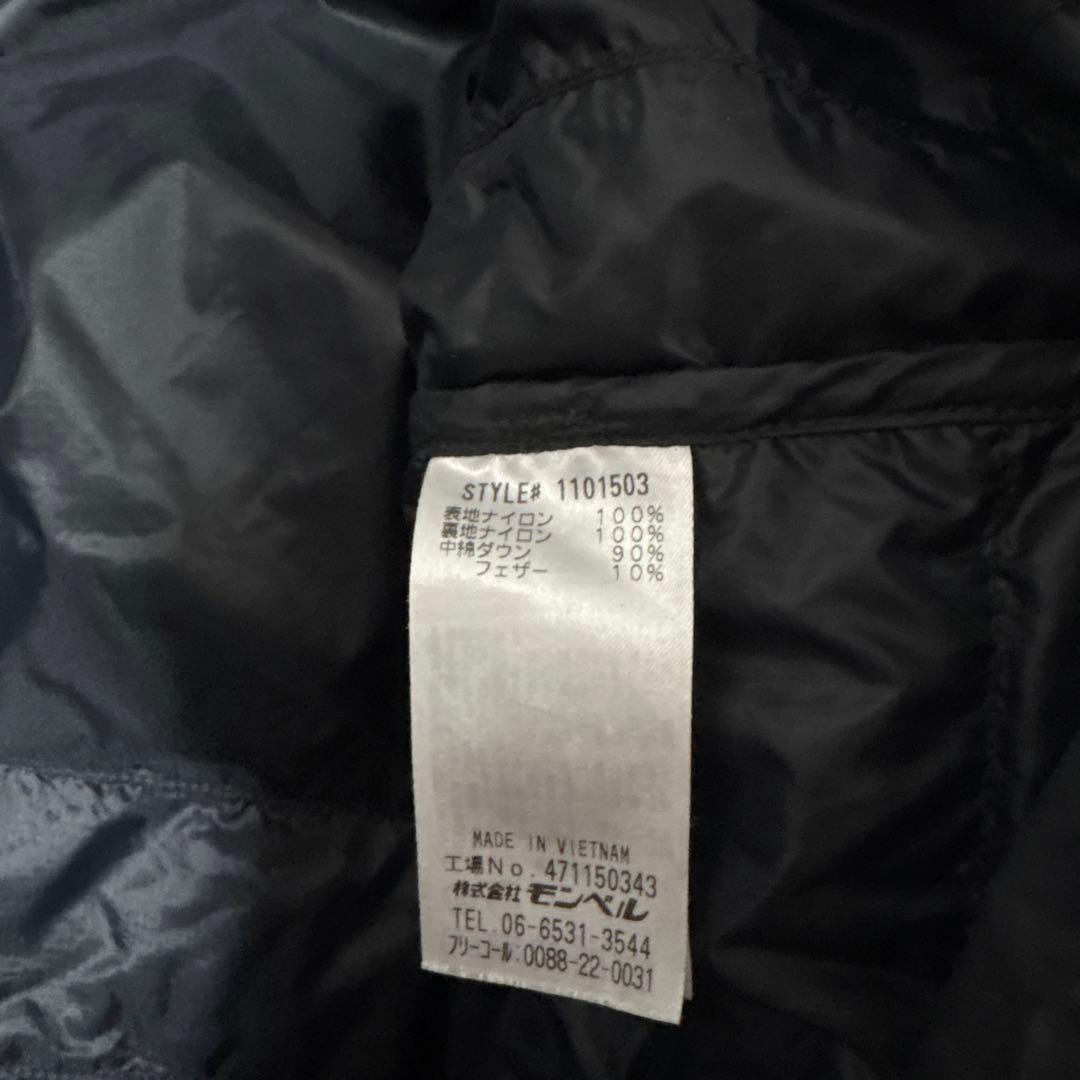 STYLE# 1101503
表地ナイロン 100%
裏地ナイロン 100%
中綿ダウン 90%
フェザー 10%
MADE IN VIETNAM
工場No. 471150343
株式会社 モンベル
TEL. 06-6531-3544
フリーコール: 0088-22-0031